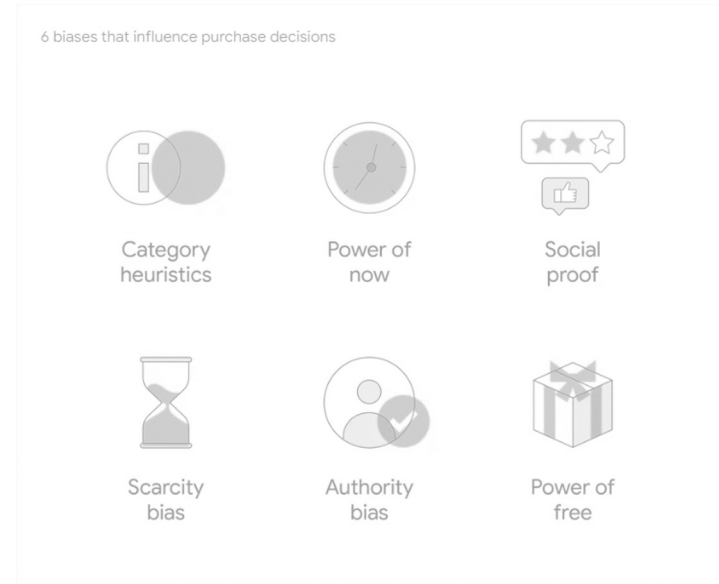 6 biases that influence purchase decisions
Category
heuristics
Power of
now
Social
proof
Scarcity
bias
Authority
bias
Power of
free